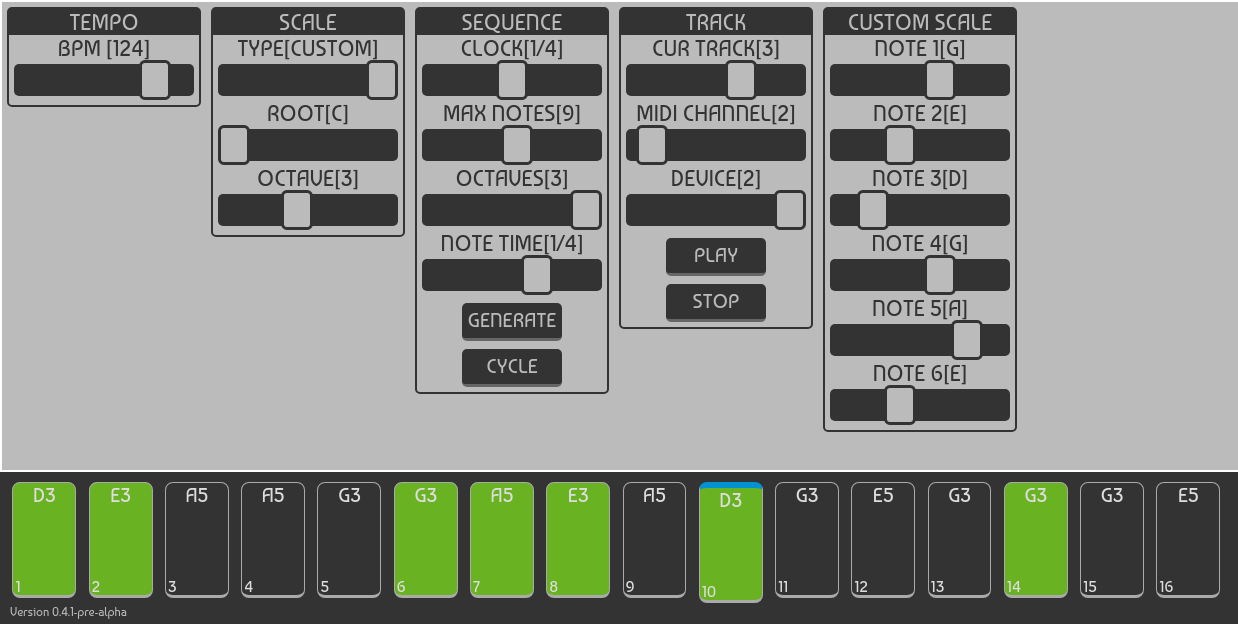 TEMPO
BPM [124]
SCALE
TYPE[CUSTOM]
ROOT[C]
OCTAVE[3]
SEQUENCE
CLOCK[1/4]
MAX NOTES[9]
OCTAVES[3]
NOTE TIME[1/4]
GENERATE
CYCLE
TRACK
CUR TRACK[3]
MIDI CHANNEL[2]
DEVICE[2]
PLAY
STOP
CUSTOM SCALE
NOTE 1[G]
NOTE 2[E]
NOTE 3[D]
NOTE 4[G]
NOTE 5[A]
NOTE 6[E]
D3 E3 A5 A5 G3 G3 A5 E3 A5 D3 G3 E5 G3 G3 G3 E5
1 2 3 4 5 6 7 8 9 10 11 12 13 14 15 16
Version 0.4.1-pre-alpha